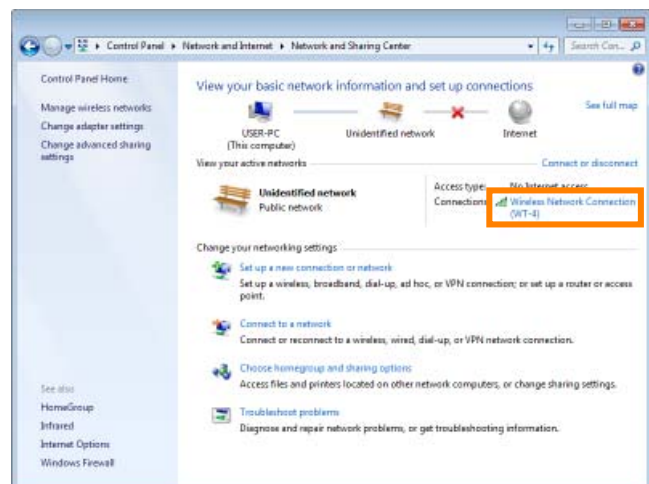 Control Panel ▸ Network and Internet ▸ Network and Sharing Center
Search Con...
Control Panel Home
Manage wireless networks
Change adapter settings
Change advanced sharing
settings
See also
HomeGroup
Infrared
Internet Options
Windows Firewall
View your basic network information and set up connections
See full map
USER-PC
(This computer)
Unidentified network
Internet
View your active networks
Connect or disconnect
Unidentified network
Public network
Access type: No Internet access
Connections: Wireless Network Connection
(WT-4)
Change your networking settings
Set up a new connection or network
Set up a wireless, broadband, dial-up, ad hoc, or VPN connection; or set up a router or access
point.
Connect to a network
Connect or reconnect to a wireless, wired, dial-up, or VPN network connection.
Choose homegroup and sharing options
Access files and printers located on other network computers, or change sharing settings.
Troubleshoot problems
Diagnose and repair network problems, or get troubleshooting information.